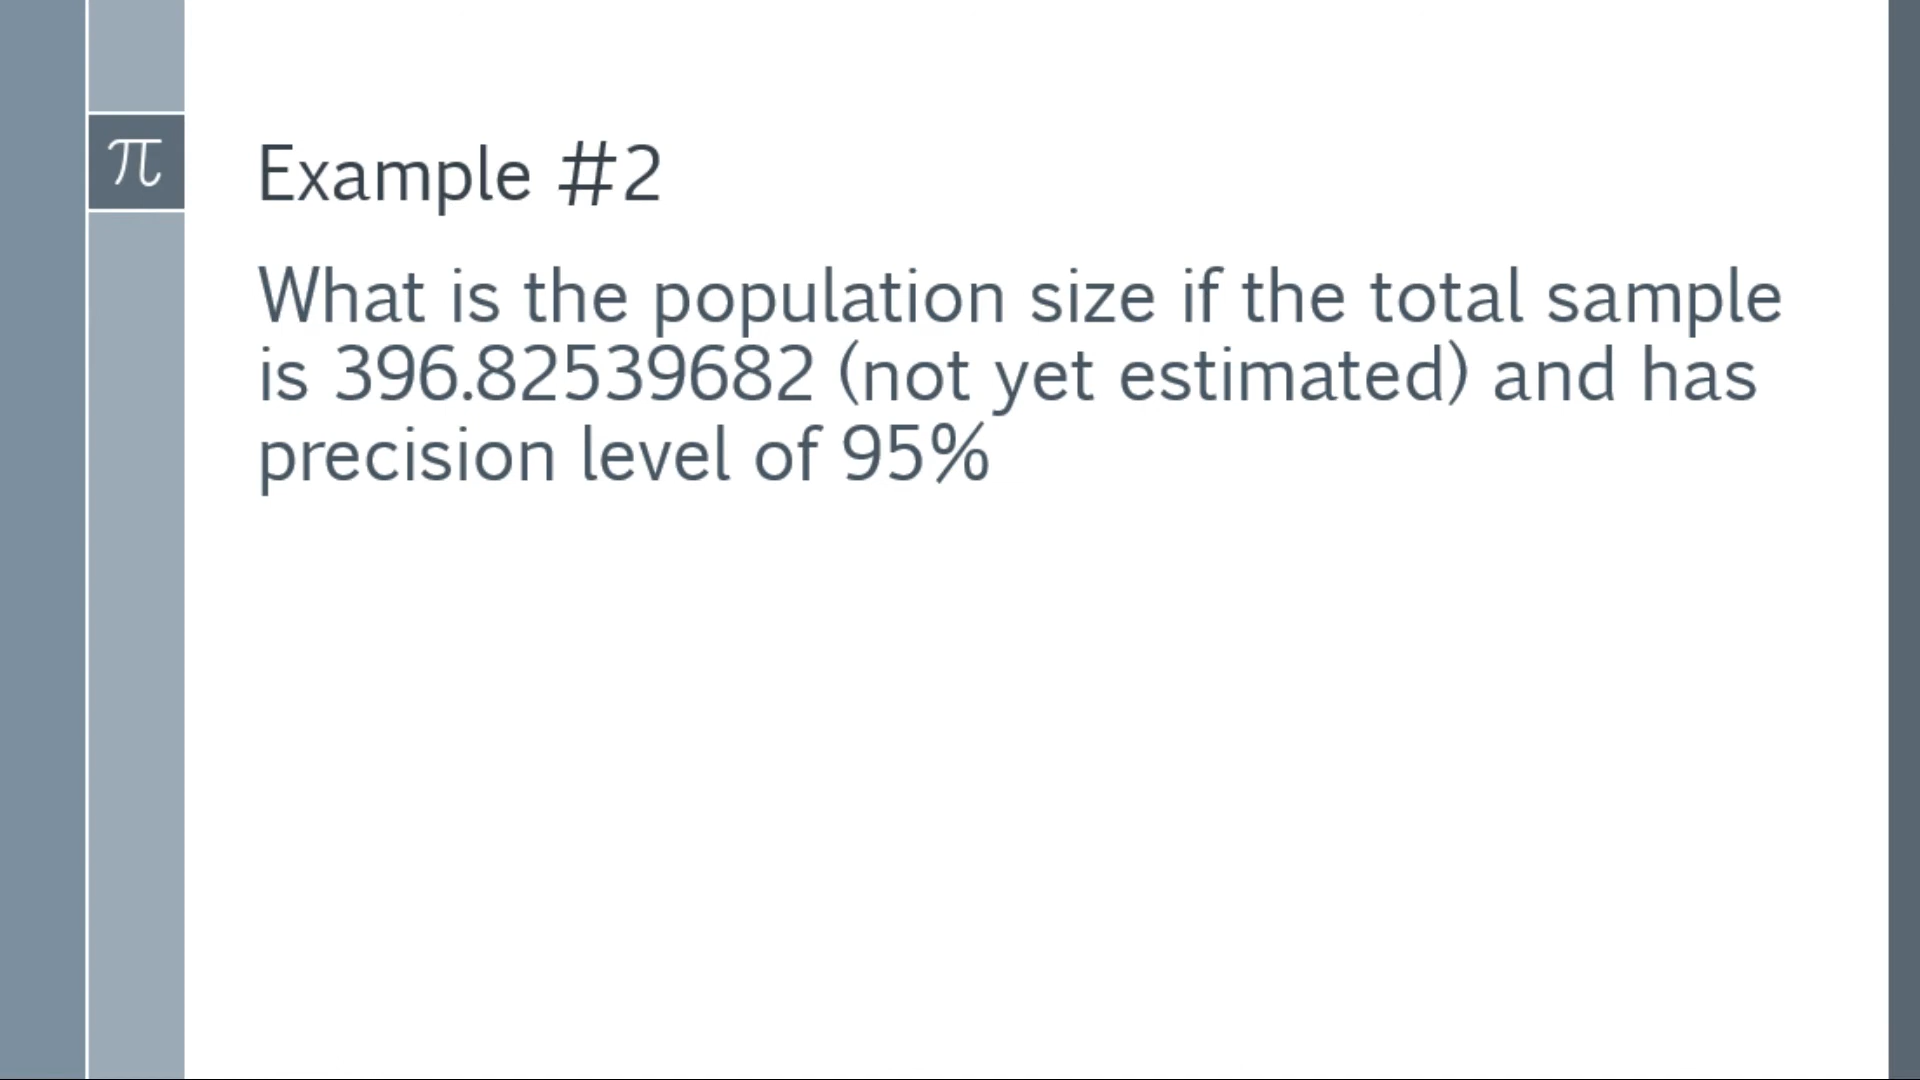 π
Example #2
What is the population size if the total sample
is 396.82539682 (not yet estimated) and has
precision level of 95%